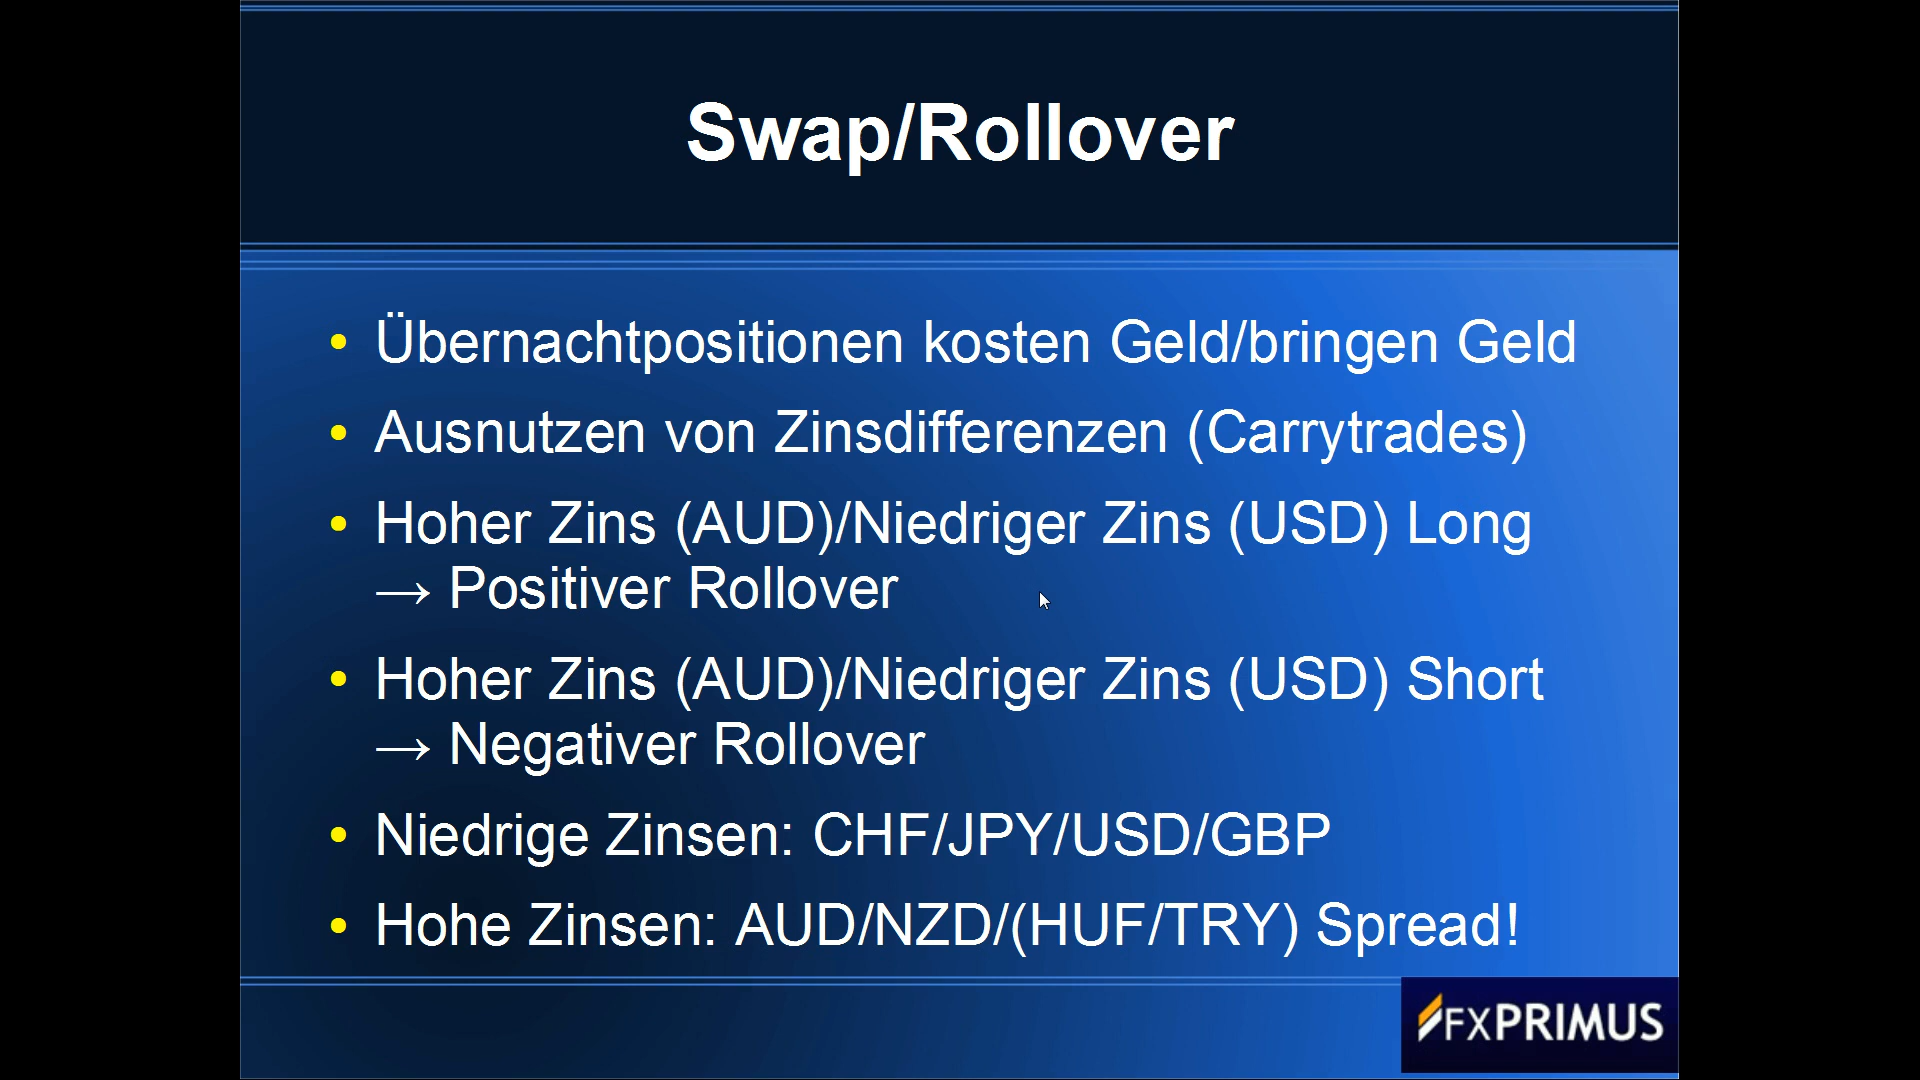 Swap/Rollover
• Übernachtpositionen kosten Geld/bringen Geld
• Ausnutzen von Zinsdifferenzen (Carrytrades)
• Hoher Zins (AUD)/Niedriger Zins (USD) Long
→ Positiver Rollover
• Hoher Zins (AUD)/Niedriger Zins (USD) Short
→ Negativer Rollover
• Niedrige Zinsen: CHF/JPY/USD/GBP
• Hohe Zinsen: AUD/NZD/(HUF/TRY) Spread!
FXPRIMUS